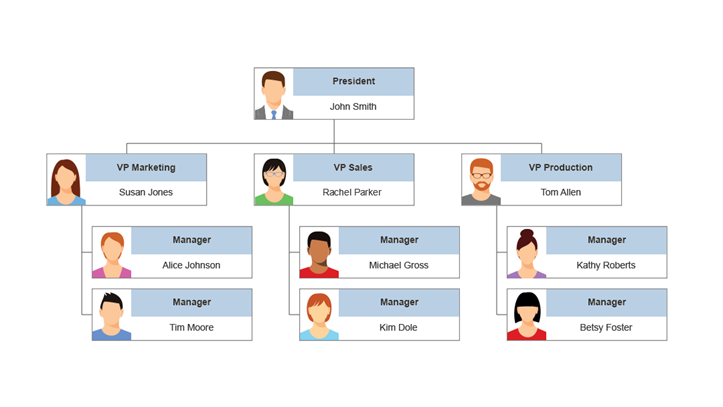 President
John Smith
VP Marketing
Susan Jones
VP Sales
Rachel Parker
VP Production
Tom Allen
Manager
Alice Johnson
Manager
Michael Gross
Manager
Kathy Roberts
Manager
Tim Moore
Manager
Kim Dole
Manager
Betsy Foster